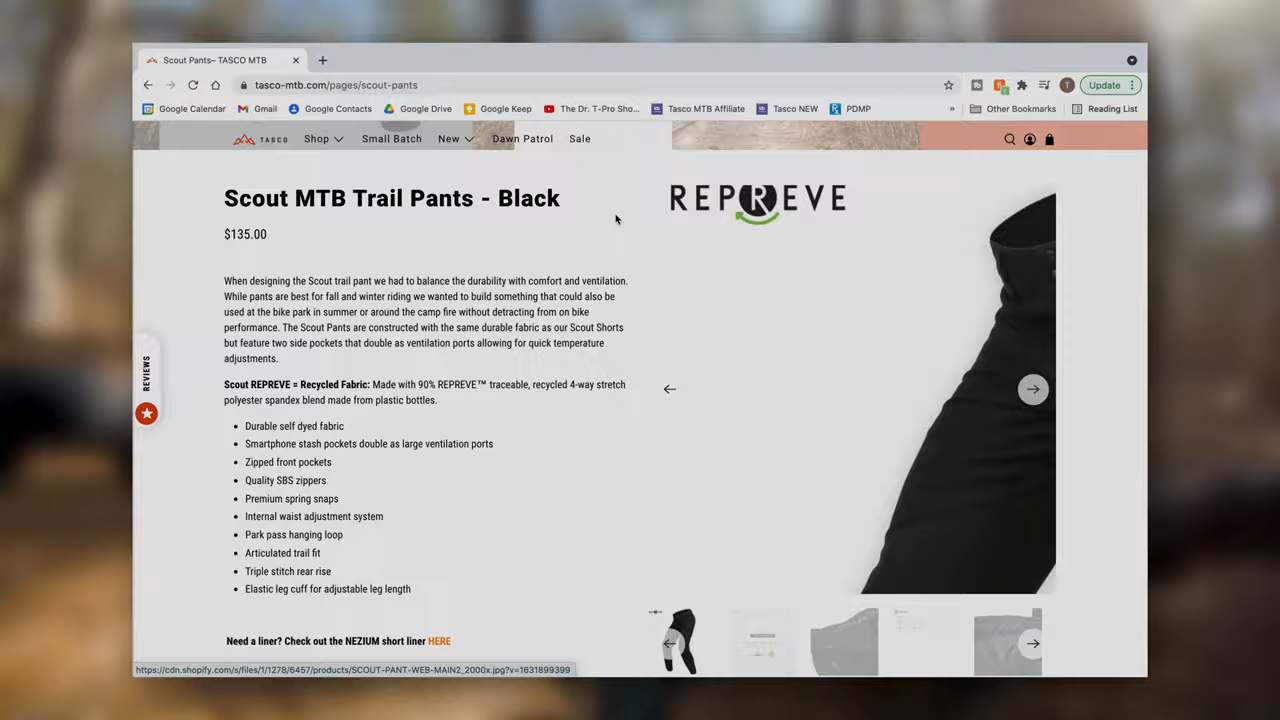 Scout Pants– TASCO MTB
tasco-mtb.com/pages/scout-pants
T
Update
Google Calendar
Gmail
Google Contacts
Google Drive
Google Keep
The Dr. T-Pro Sho...
Tasco MTB Affiliate
Tasco NEW
PDMP
»
Other Bookmarks
Reading List
TASCO
Shop
Small Batch
New
Dawn Patrol
Sale
Scout MTB Trail Pants - Black
$135.00
When designing the Scout trail pant we had to balance the durability with comfort and ventilation.
While pants are best for fall and winter riding we wanted to build something that could also be
used at the bike park in summer or around the camp fire without detracting from on bike
performance. The Scout Pants are constructed with the same durable fabric as our Scout Shorts
but feature two side pockets that double as ventilation ports allowing for quick temperature
adjustments.
Scout REPREVE = Recycled Fabric: Made with 90% REPREVE™ traceable, recycled 4-way stretch
polyester spandex blend made from plastic bottles.
Durable self dyed fabric
Smartphone stash pockets double as large ventilation ports
Zipped front pockets
Quality SBS zippers
Premium spring snaps
Internal waist adjustment system
Park pass hanging loop
Articulated trail fit
Triple stitch rear rise
Elastic leg cuff for adjustable leg length
Need a liner? Check out the NEZIUM short liner HERE
REPREVE
REVIEWS
https://cdn.shopify.com/s/files/1/1278/6457/products/SCOUT-PANT-WEB-MAIN2_2000x.jpg?v=1631899399